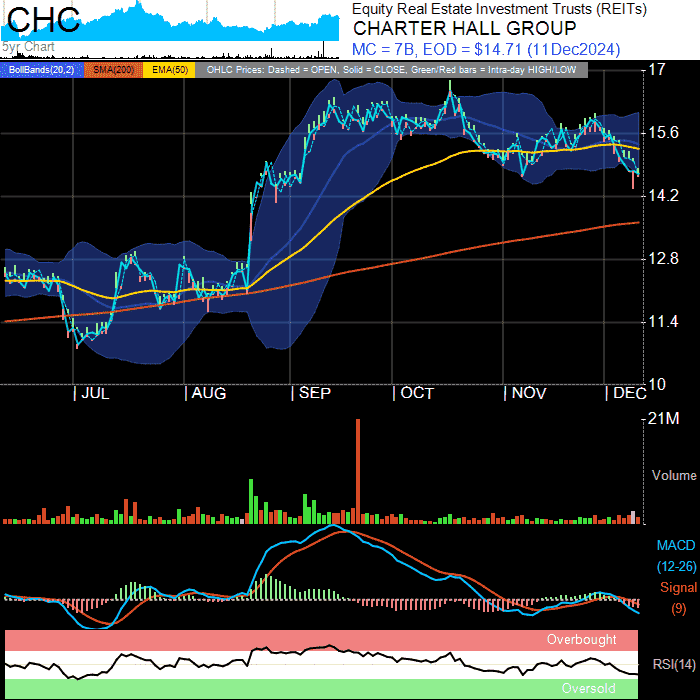 CHC
5yr Chart
Equity Real Estate Investment Trusts (REITs)
CHARTER HALL GROUP
MC = 7B, EOD = $14.71 (11Dec2024)
BollBands(20,2) SMA(200) EMA(50) OHLC Prices: Dashed = OPEN, Solid = CLOSE, Green/Red bars = Intra-day HIGH/LOW
17
15.6
14.2
12.8
11.4
10
JUL AUG SEP OCT NOV DEC
21M
Volume
MACD
(12-26)
Signal
(9)
Overbought
RSI(14)
Oversold